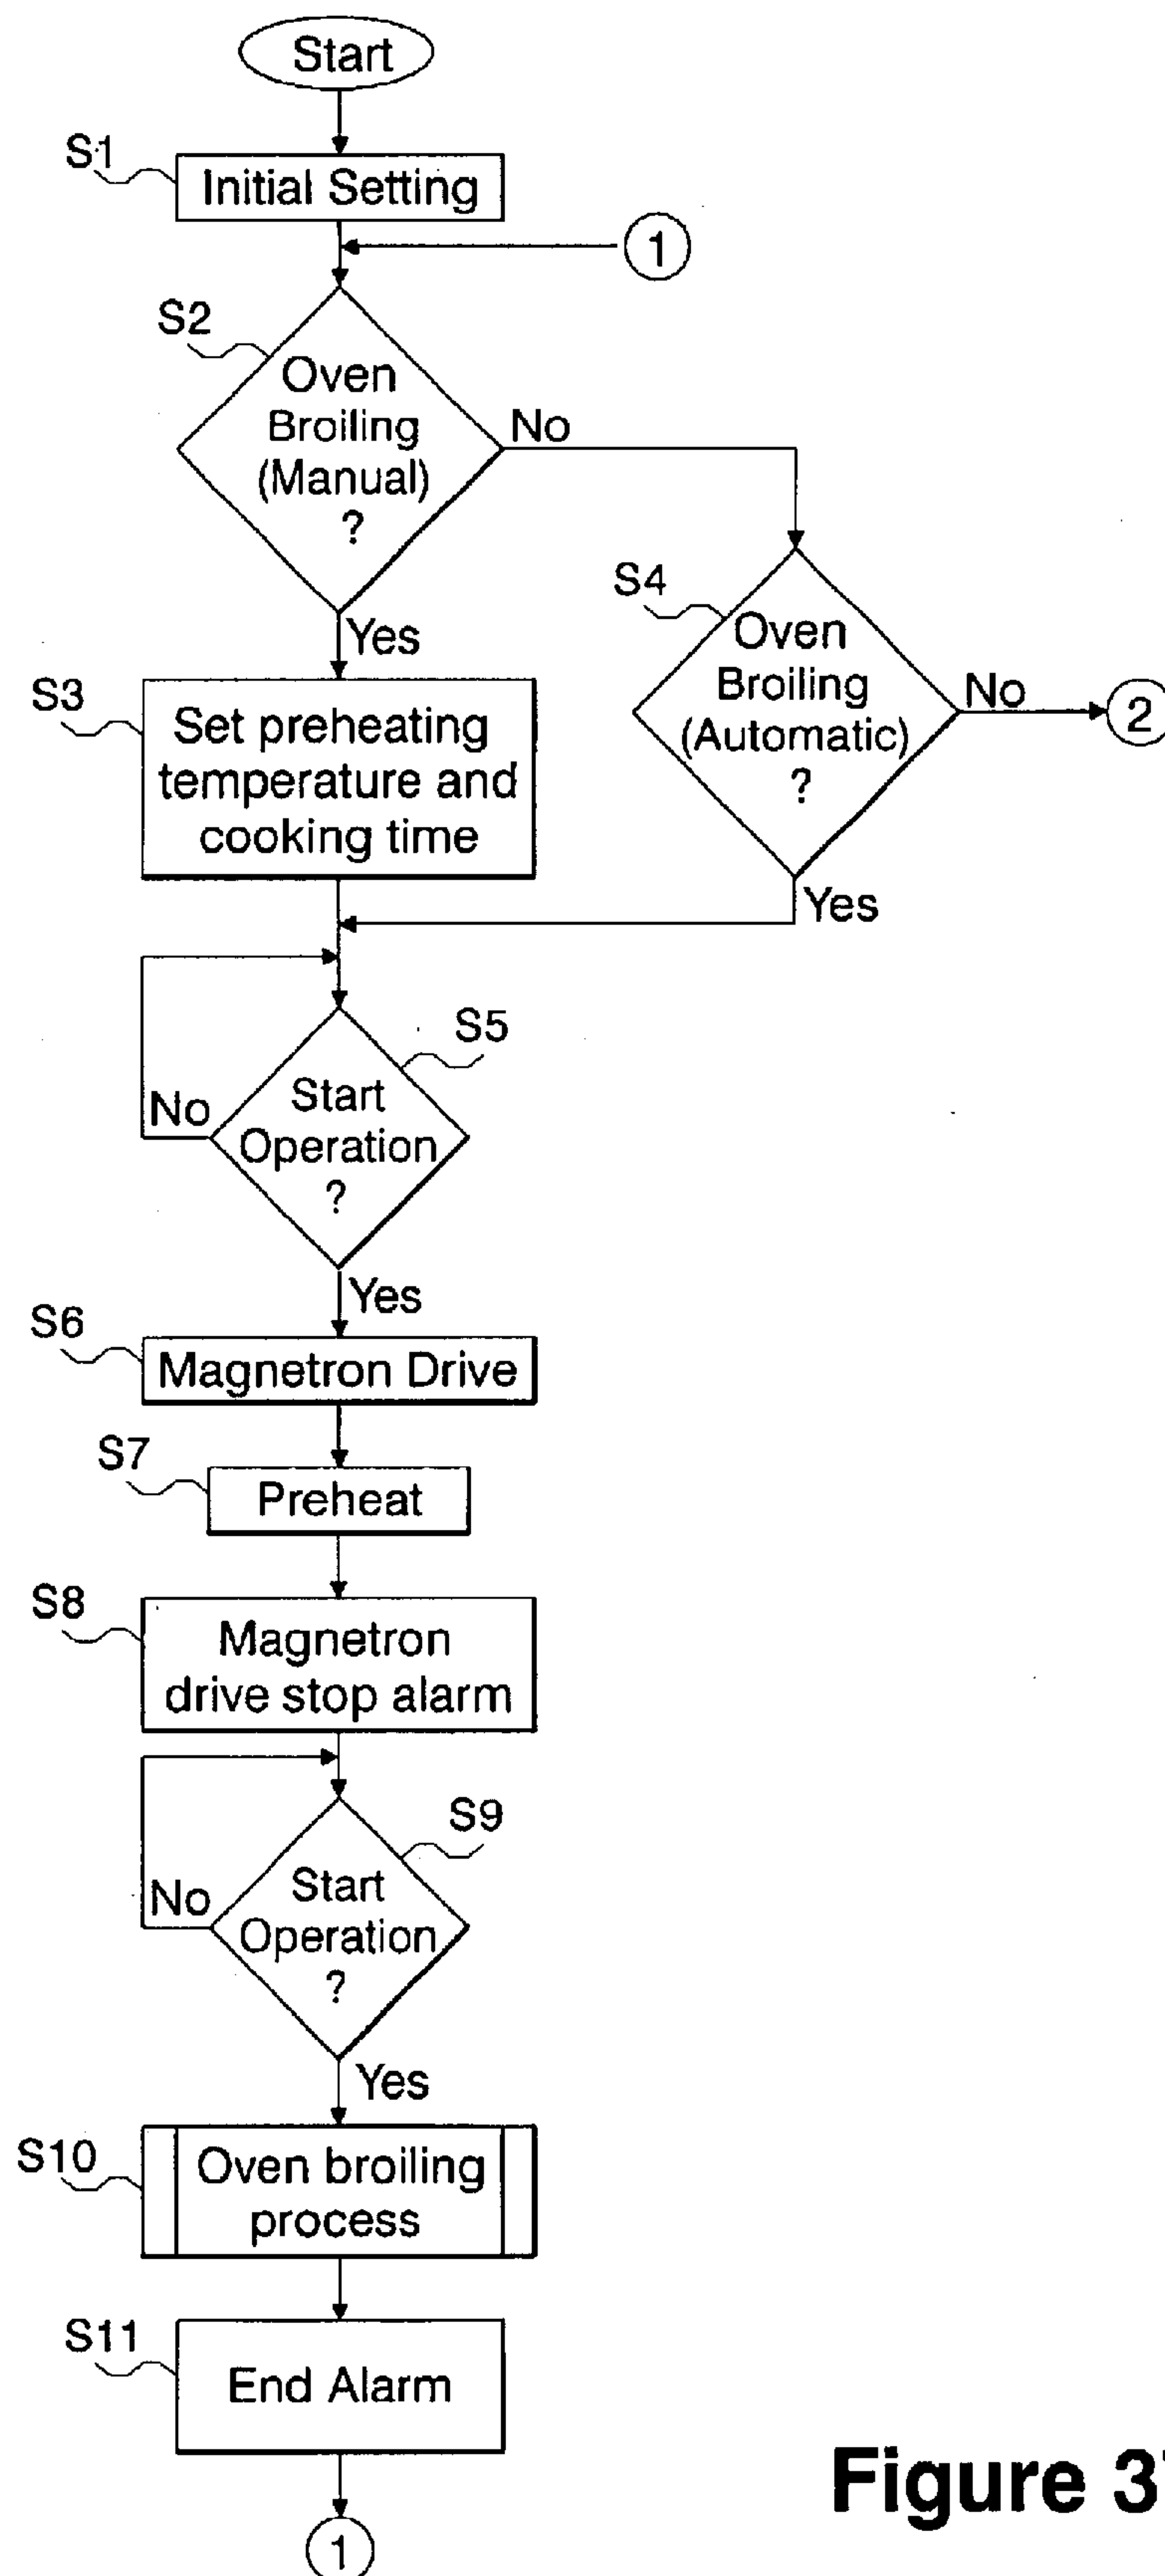 Start
S1
Initial Setting
1
S2
Oven
Broiling
(Manual)
?
No
Yes
S4
Oven
Broiling
(Automatic)
?
No
2
Yes
S3
Set preheating
temperature and
cooking time
S5
Start
Operation
?
No
Yes
S6
Magnetron Drive
S7
Preheat
S8
Magnetron
drive stop alarm
S9
Start
Operation
?
No
Yes
S10
Oven broiling
process
S11
End Alarm
1
Figure